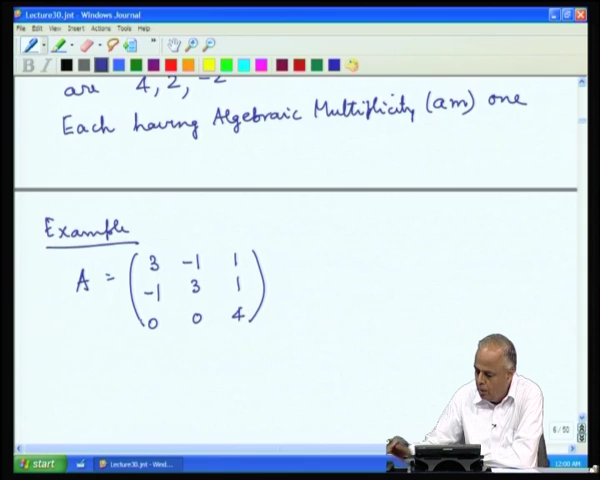 Lecture30.jnt - Windows Journal
File Edit View Insert Actions Tools Help
B I
are 4, 2, -2
Each having Algebraic Multiplicity (am) one
Example
A = ( 3 -1 1
-1 3 1
0 0 4 )
6 / 50
start Lecture30.jnt - Wind... 12:00 AM